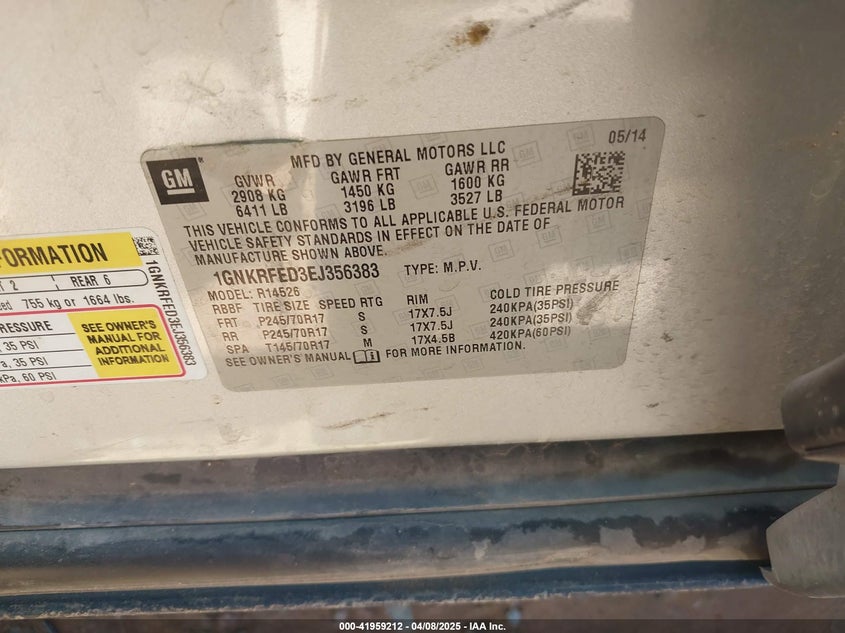 05/14
GM
MFD BY GENERAL MOTORS LLC
GVWR GAWR FRT GAWR RR
2908 KG 1450 KG 1600 KG
6411 LB 3196 LB 3527 LB
THIS VEHICLE CONFORMS TO ALL APPLICABLE U.S. FEDERAL MOTOR
VEHICLE SAFETY STANDARDS IN EFFECT ON THE DATE OF
MANUFACTURE SHOWN ABOVE.
1GNKRFED3EJ356383 TYPE: M.P.V.
MODEL: R14526
RBBF TIRE SIZE SPEED RTG RIM COLD TIRE PRESSURE
FRT P245/70R17 S 17X7.5J 240KPA(35PSI)
RR P245/70R17 S 17X7.5J 240KPA(35PSI)
SPA T145/70R17 M 17X4.5B 420KPA(60PSI)
SEE OWNER'S MANUAL FOR MORE INFORMATION.
2 REAR 6
755 kg or 1664 lbs.
PRESSURE
35 PSI
35 PSI
60 PSI
SEE OWNER'S
MANUAL FOR
ADDITIONAL
INFORMATION
1GNKRFED3EJ356383
000-41959212 - 04/08/2025 - IAA Inc.